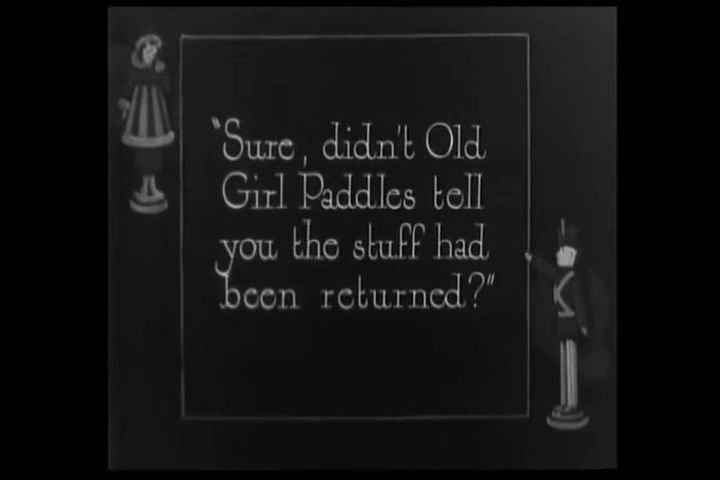 "Sure, didn't Old
Girl Paddles tell
you the stuff had
been returned?"